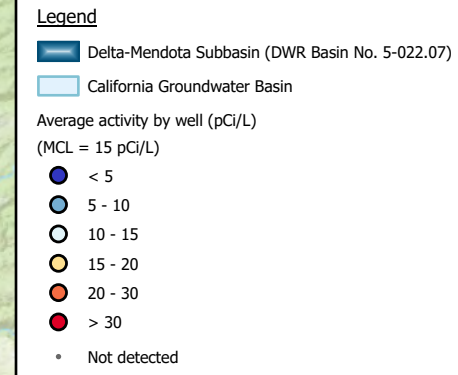 Legend
Delta-Mendota Subbasin (DWR Basin No. 5-022.07)
California Groundwater Basin
Average activity by well (pCi/L)
(MCL = 15 pCi/L)
< 5
5 - 10
10 - 15
15 - 20
20 - 30
> 30
Not detected